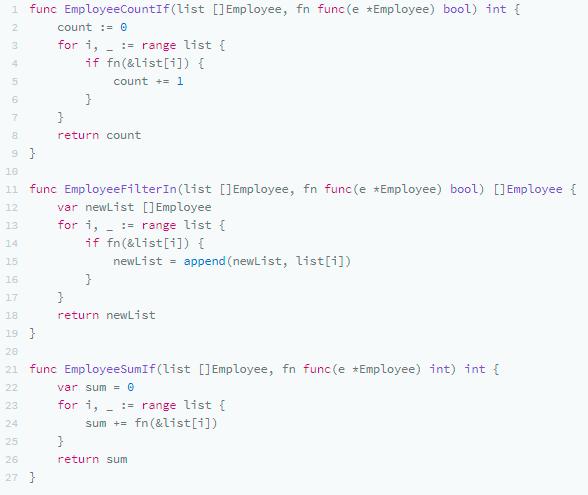 1 func EmployeeCountIf(list []Employee, fn func(e *Employee) bool) int {
2     count := 0
3     for i, _ := range list {
4         if fn(&list[i]) {
5             count += 1
6         }
7     }
8     return count
9 }
10
11 func EmployeeFilterIn(list []Employee, fn func(e *Employee) bool) []Employee {
12     var newList []Employee
13     for i, _ := range list {
14         if fn(&list[i]) {
15             newList = append(newList, list[i])
16         }
17     }
18     return newList
19 }
20
21 func EmployeeSumIf(list []Employee, fn func(e *Employee) int) int {
22     var sum = 0
23     for i, _ := range list {
24         sum += fn(&list[i])
25     }
26     return sum
27 }